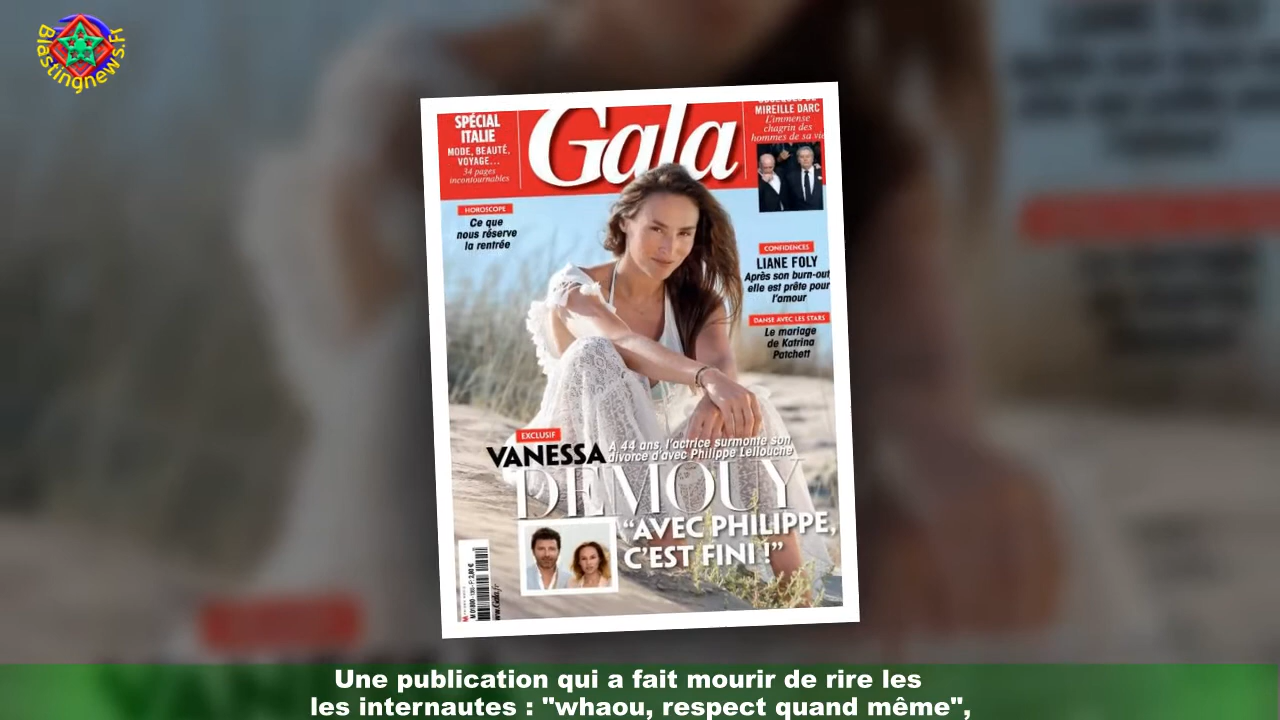 Blastingnews.Fr
SPÉCIAL
ITALIE
MODE, BEAUTÉ,
VOYAGE...
34 pages
incontournables
Gala
MIREILLE DARC
L'immense
chagrin des
hommes de sa vie
HOROSCOPE
Ce que
nous réserve
la rentrée
CONFIDENCES
LIANE FOLY
Après son burn-out,
elle est prête pour
l'amour
DANSE AVEC LES STARS
Le mariage
de Katrina
Patchett
EXCLUSIF
VANESSA
À 44 ans, l'actrice surmonte son
divorce d'avec Philippe Lellouche
DEMOUY
“AVEC PHILIPPE,
C'EST FINI !”
Une publication qui a fait mourir de rire les
les internautes : "whaou, respect quand même",